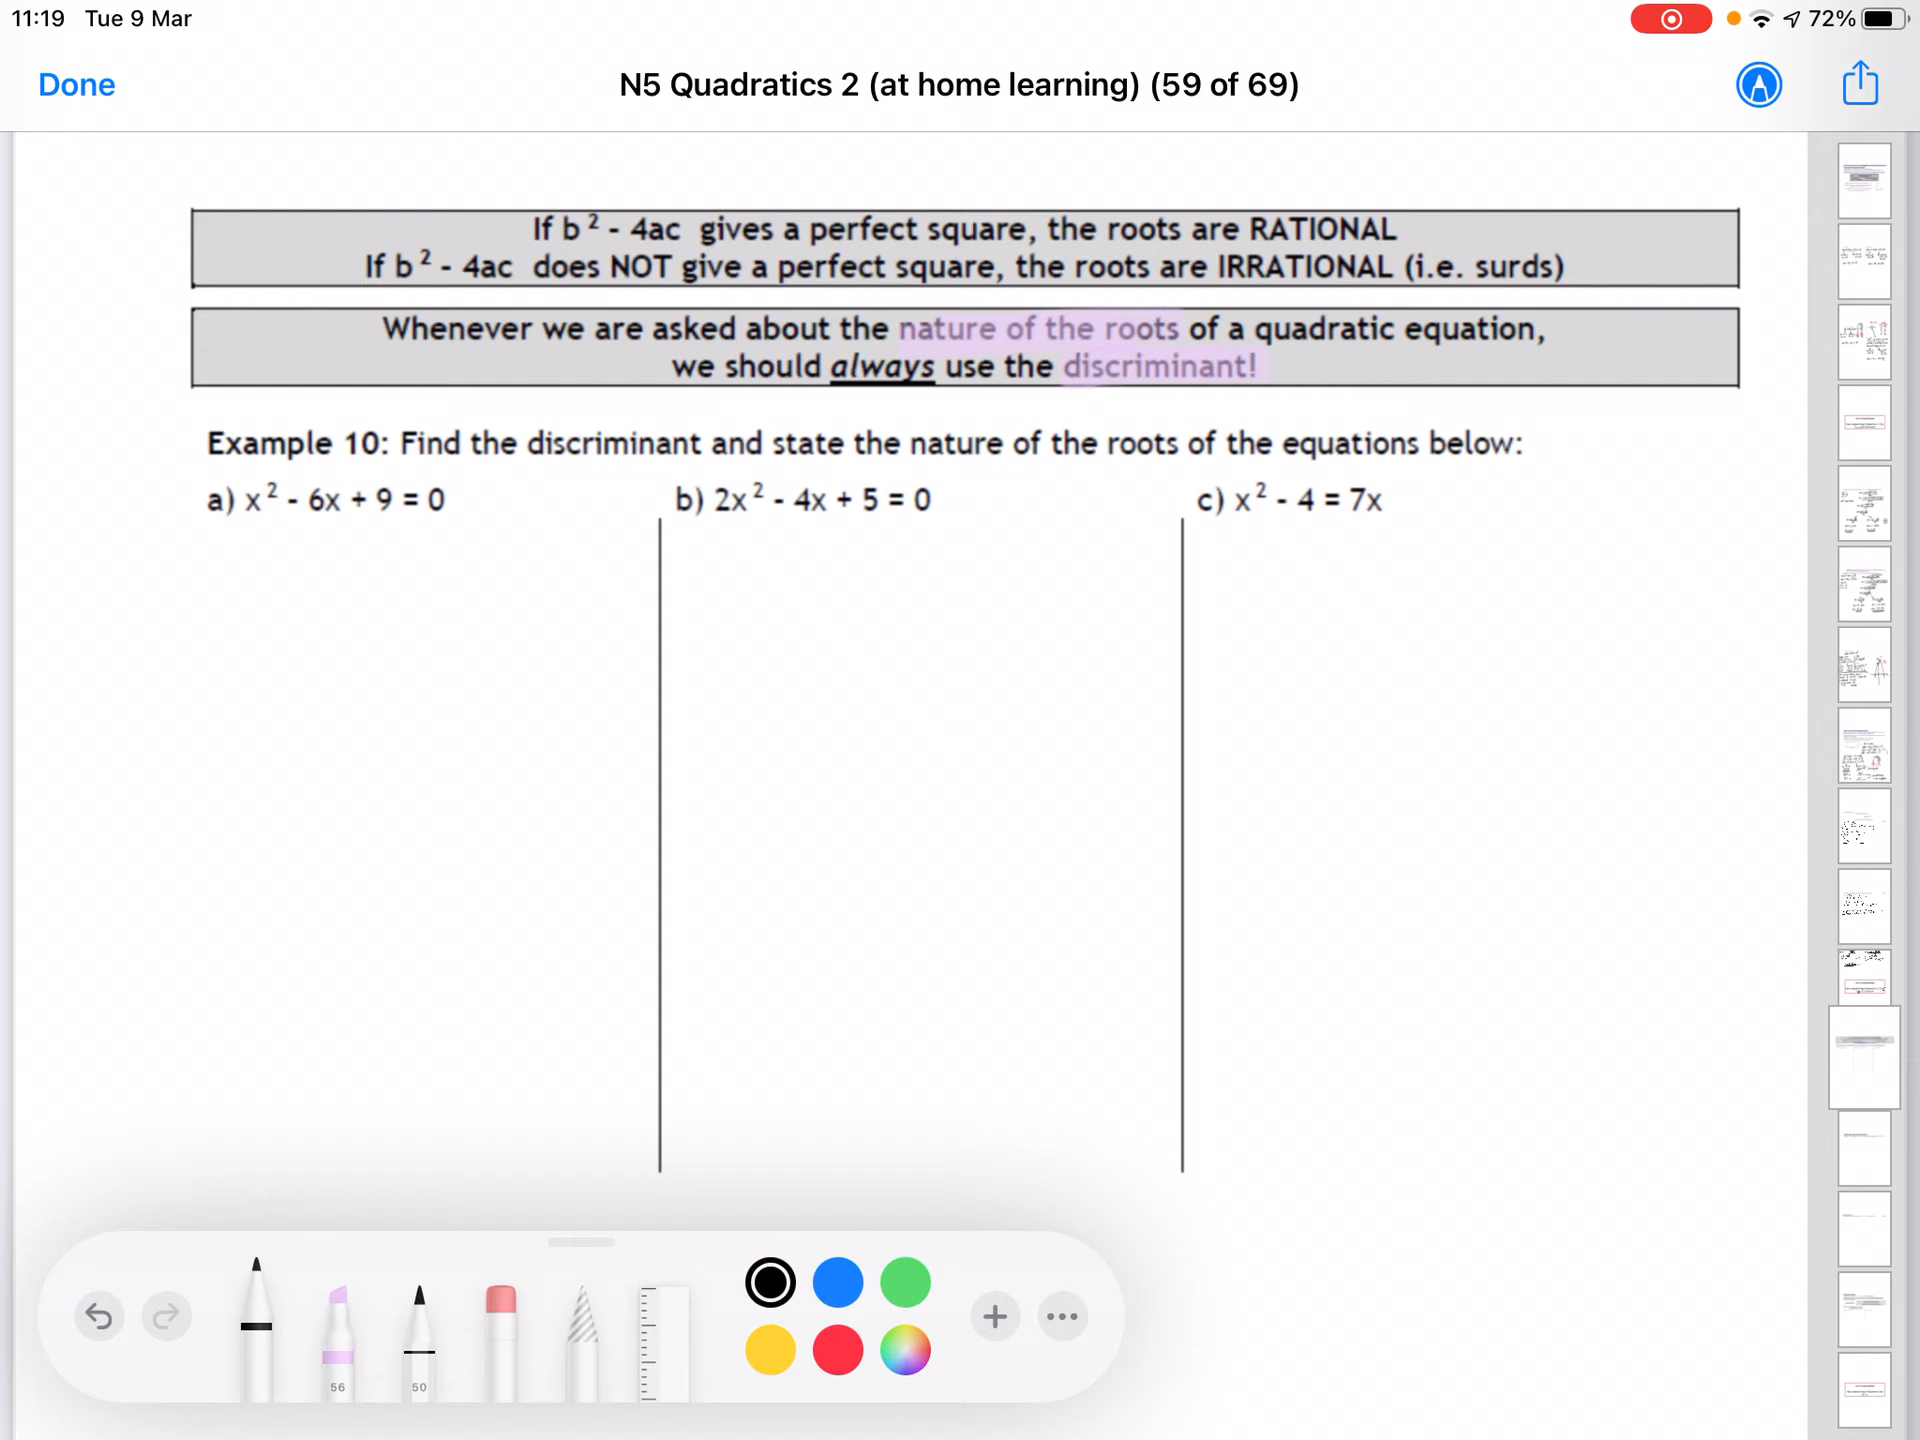 11:19 Tue 9 Mar 72%
Done N5 Quadratics 2 (at home learning) (59 of 69)
If b² - 4ac gives a perfect square, the roots are RATIONAL
If b² - 4ac does NOT give a perfect square, the roots are IRRATIONAL (i.e. surds)
Whenever we are asked about the nature of the roots of a quadratic equation,
we should always use the discriminant!
Example 10: Find the discriminant and state the nature of the roots of the equations below:
a) x² - 6x + 9 = 0 b) 2x² - 4x + 5 = 0 c) x² - 4 = 7x
56 50